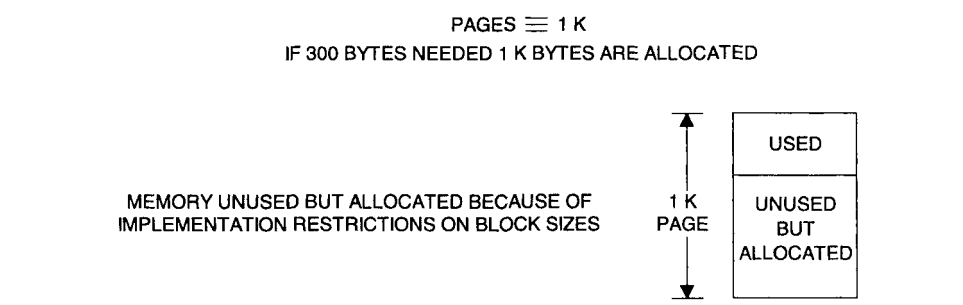 PAGES ≡ 1 K
IF 300 BYTES NEEDED 1 K BYTES ARE ALLOCATED
MEMORY UNUSED BUT ALLOCATED BECAUSE OF
IMPLEMENTATION RESTRICTIONS ON BLOCK SIZES
1 K
PAGE
USED
UNUSED
BUT
ALLOCATED